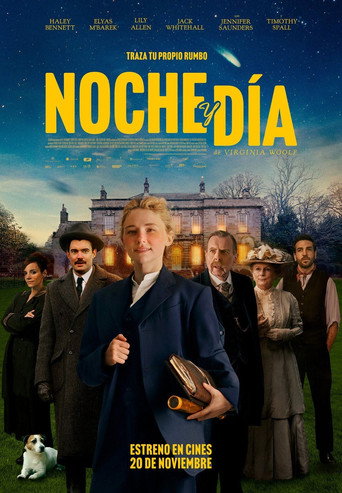 HALEY BENNETT
ELYAS M'BAREK
LILY ALLEN
JACK WHITEHALL
JENNIFER SAUNDERS
TIMOTHY SPALL
TRAZA TU PROPIO RUMBO
NOCHE Y DÍA
de VIRGINIA WOOLF
ESTRENO EN CINES
20 DE NOVIEMBRE